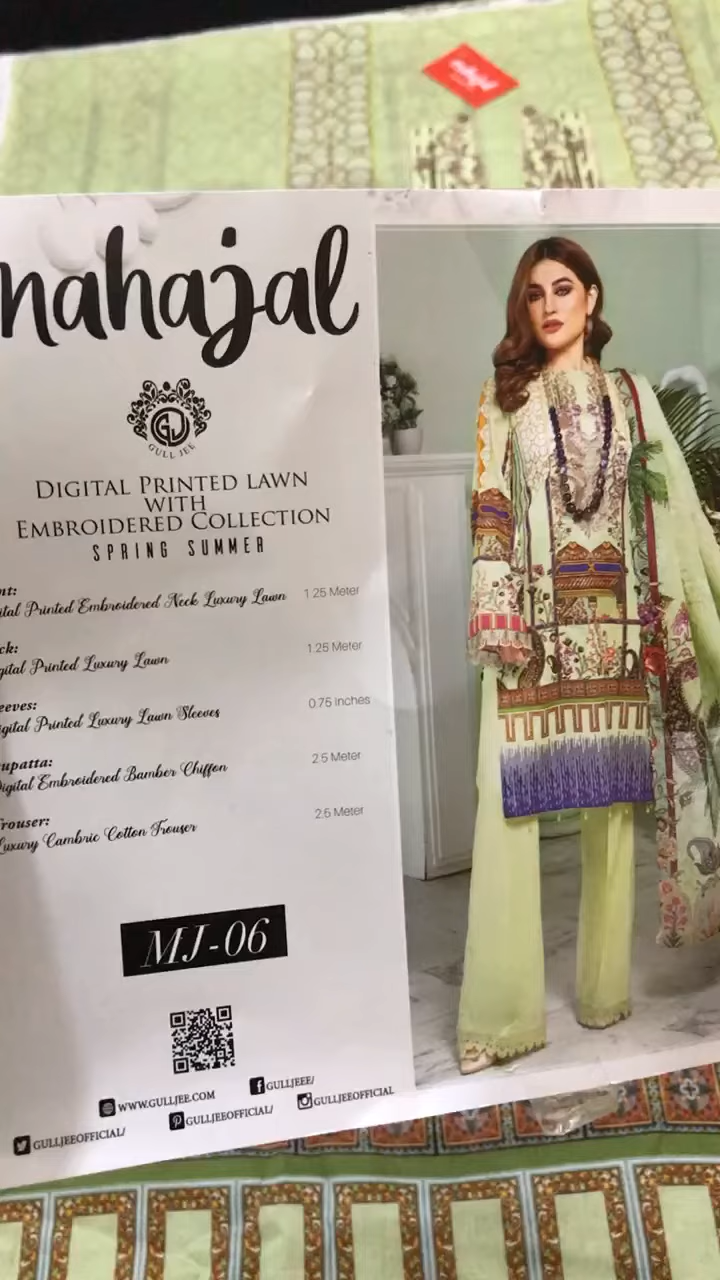 nahajal
GJ
GULL JEE
DIGITAL PRINTED LAWN
WITH
EMBROIDERED COLLECTION
SPRING SUMMER
nt:
ital Printed Embroidered Neck Luxury Lawn 1.25 Meter
ck:
gital Printed Luxury Lawn 1.25 Meter
eeves:
igital Printed Luxury Lawn Sleeves 0.75 Inches
upatta:
Digital Embroidered Bamber Chiffon 2.5 Meter
Trouser:
Luxury Cambric Cotton Trouser 2.5 Meter
MJ-06
WWW.GULLJEE.COM
GULLJEEE/
GULLJEEOFFICIAL/
GULLJEEOFFICIAL/
GULLJEEOFFICIAL